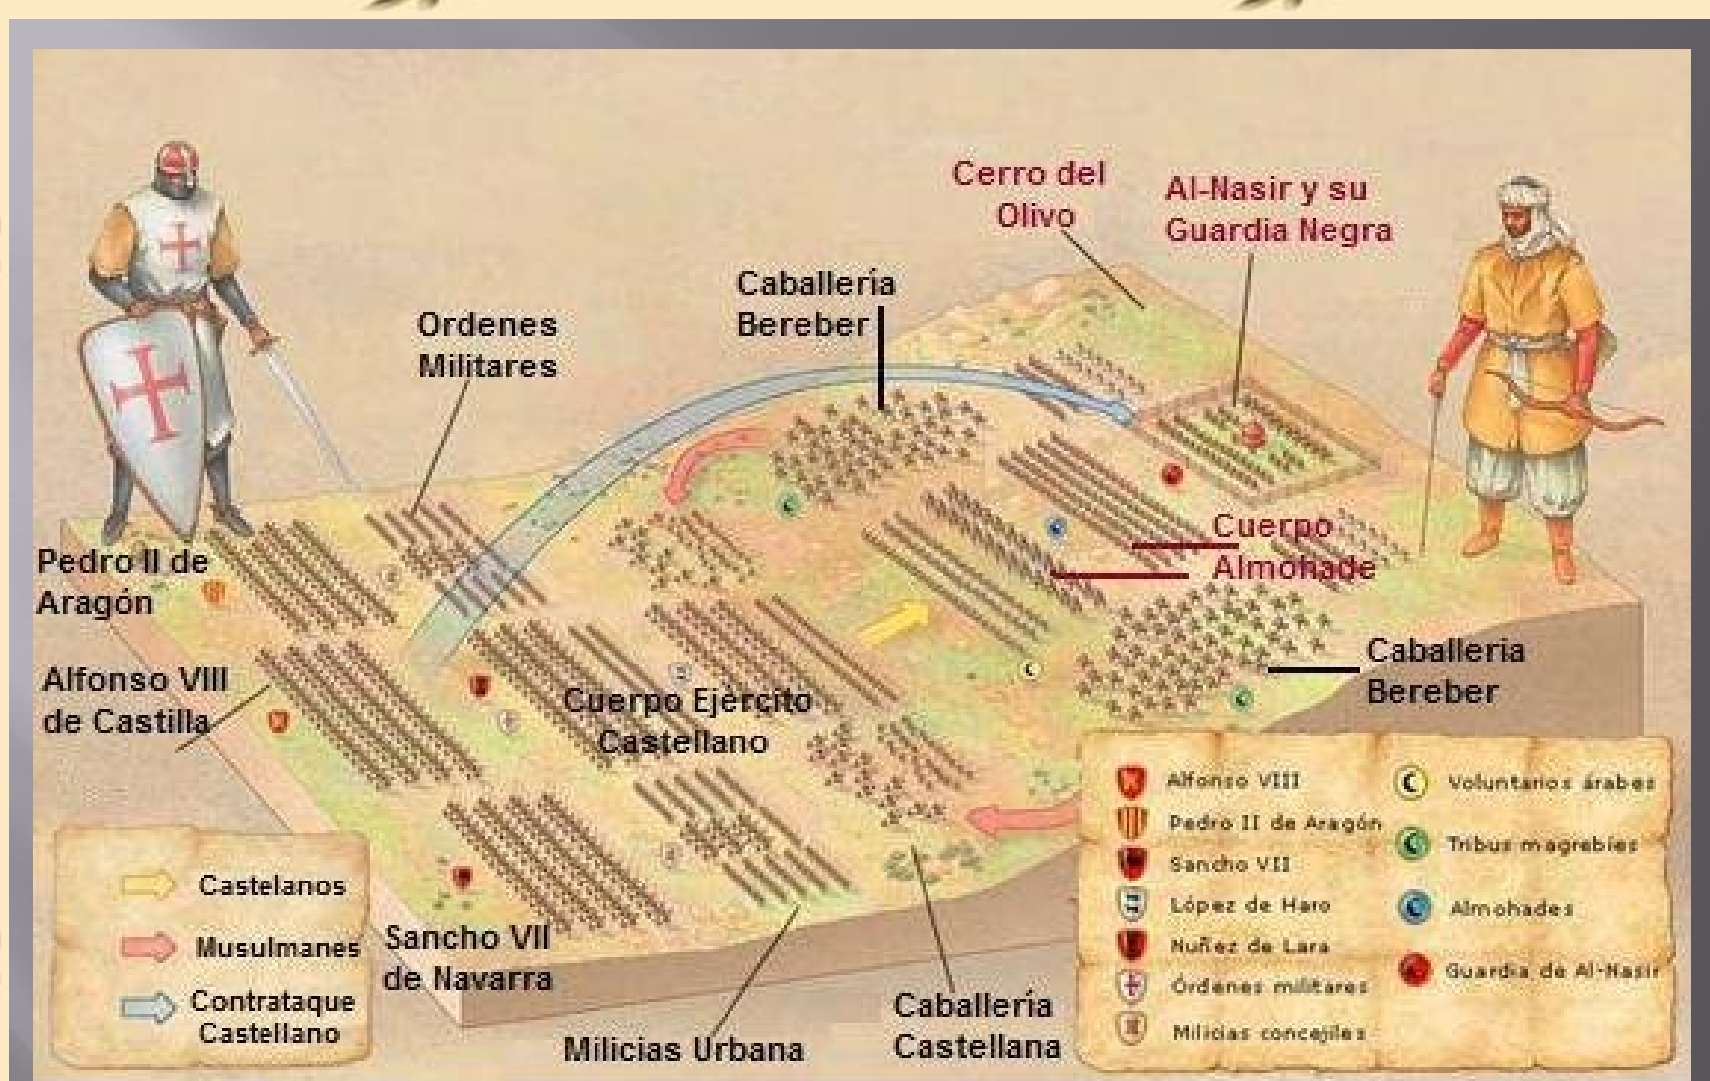 Cerro del
Olivo
Al-Nasir y su
Guardia Negra
Caballería
Bereber
Ordenes
Militares
Cuerpo
Almohade
Pedro II de
Aragón
Alfonso VIII
de Castilla
Cuerpo Ejército
Castellano
Caballeria
Bereber
Sancho VII
de Navarra
Milicias Urbana
Caballería
Castellana
Castelanos
Musulmanes
Contrataque
Castellano
Alfonso VIII
Pedro II de Aragón
Sancho VII
López de Haro
Nuñez de Lara
Órdenes militares
Milicias concejiles
Voluntarios árabes
Tribus magrebíes
Almohades
Guardia de Al-Nasir